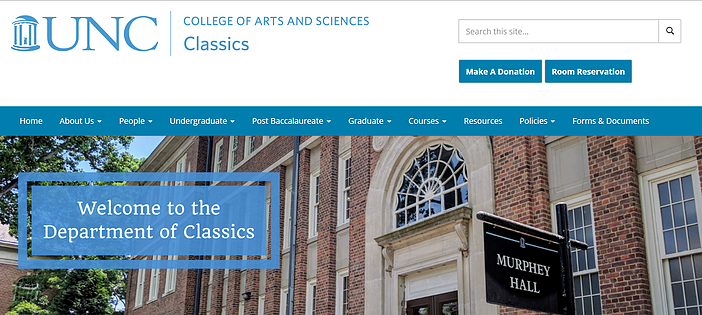 UNC
COLLEGE OF ARTS AND SCIENCES
Classics
Search this site...
Make A Donation
Room Reservation
Home
About Us
People
Undergraduate
Post Baccalaureate
Graduate
Courses
Resources
Policies
Forms & Documents
Welcome to the
Department of Classics
MURPHEY
HALL